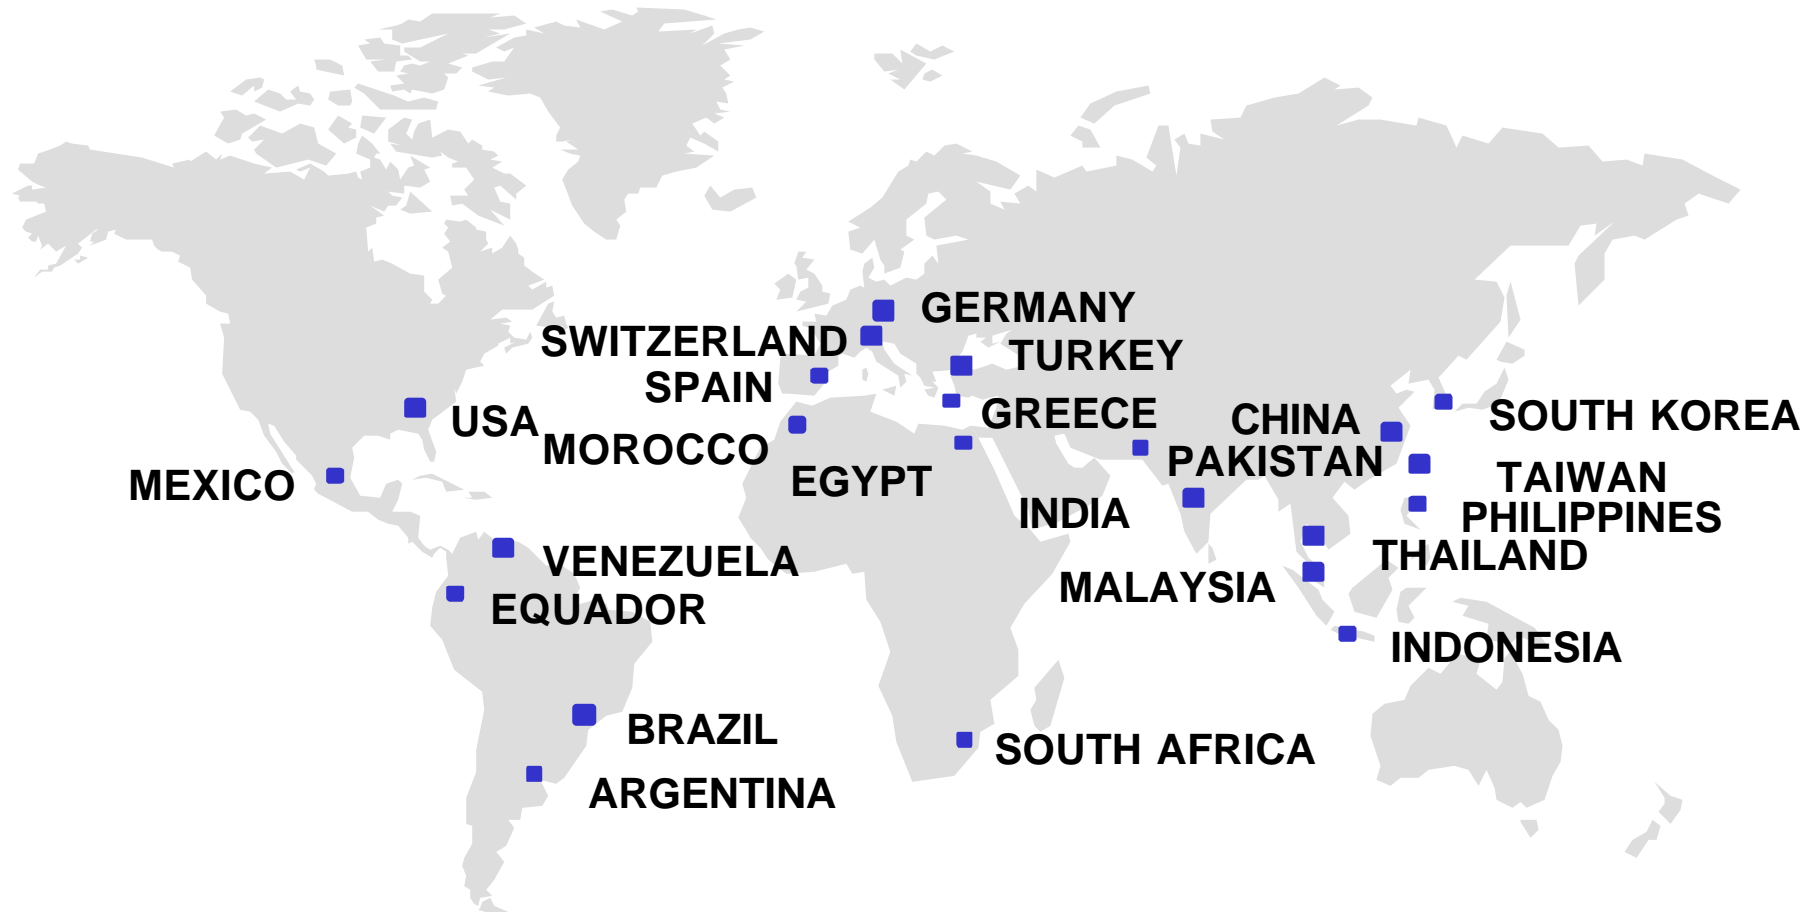 GERMANY
SWITZERLAND
TURKEY
SPAIN
GREECE
USA
MOROCCO
CHINA
SOUTH KOREA
PAKISTAN
EGYPT
MEXICO
TAIWAN
INDIA
PHILIPPINES
VENEZUELA
THAILAND
MALAYSIA
EQUADOR
INDONESIA
BRAZIL
SOUTH AFRICA
ARGENTINA